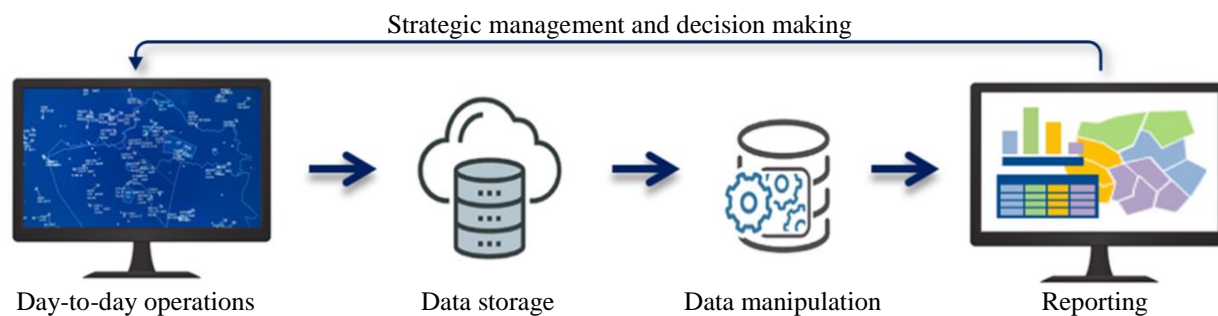 Strategic management and decision making
Day-to-day operations
Data storage
Data manipulation
Reporting